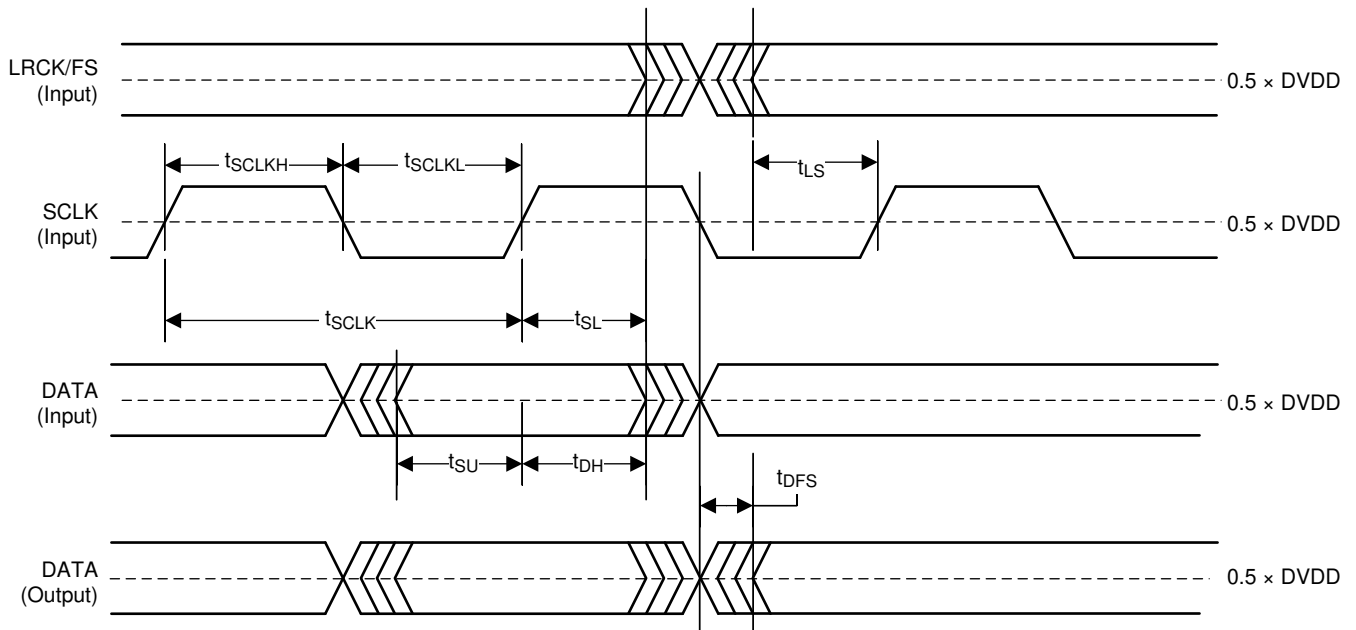 LRCK/FS
(Input)
0.5 × DVDD
tSCLKH
tSCLKL
tLS
SCLK
(Input)
0.5 × DVDD
tSCLK
tSL
DATA
(Input)
0.5 × DVDD
tSU
tDH
tDFS
DATA
(Output)
0.5 × DVDD